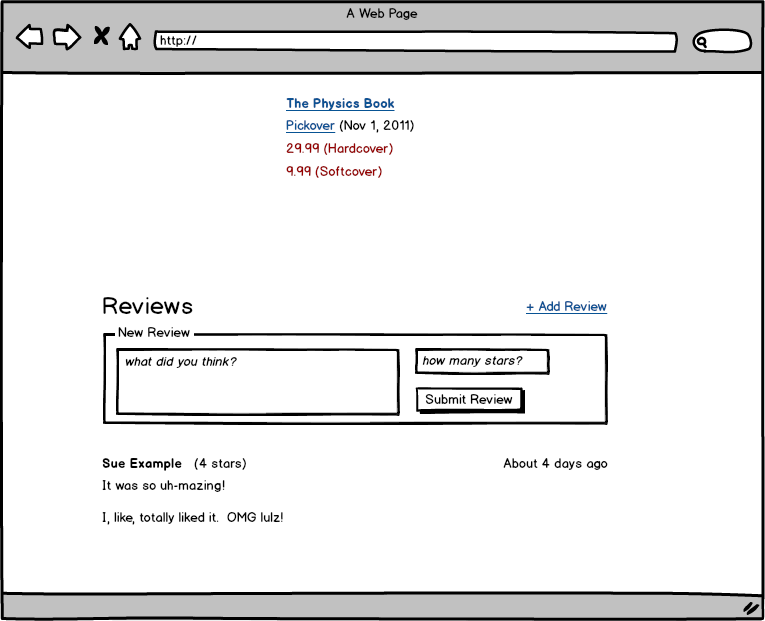 A Web Page
http://
The Physics Book
Pickover (Nov 1, 2011)
29.99 (Hardcover)
9.99 (Softcover)
Reviews
+ Add Review
New Review
what did you think?
how many stars?
Submit Review
Sue Example (4 stars)
About 4 days ago
It was so uh-mazing!
I, like, totally liked it. OMG lulz!